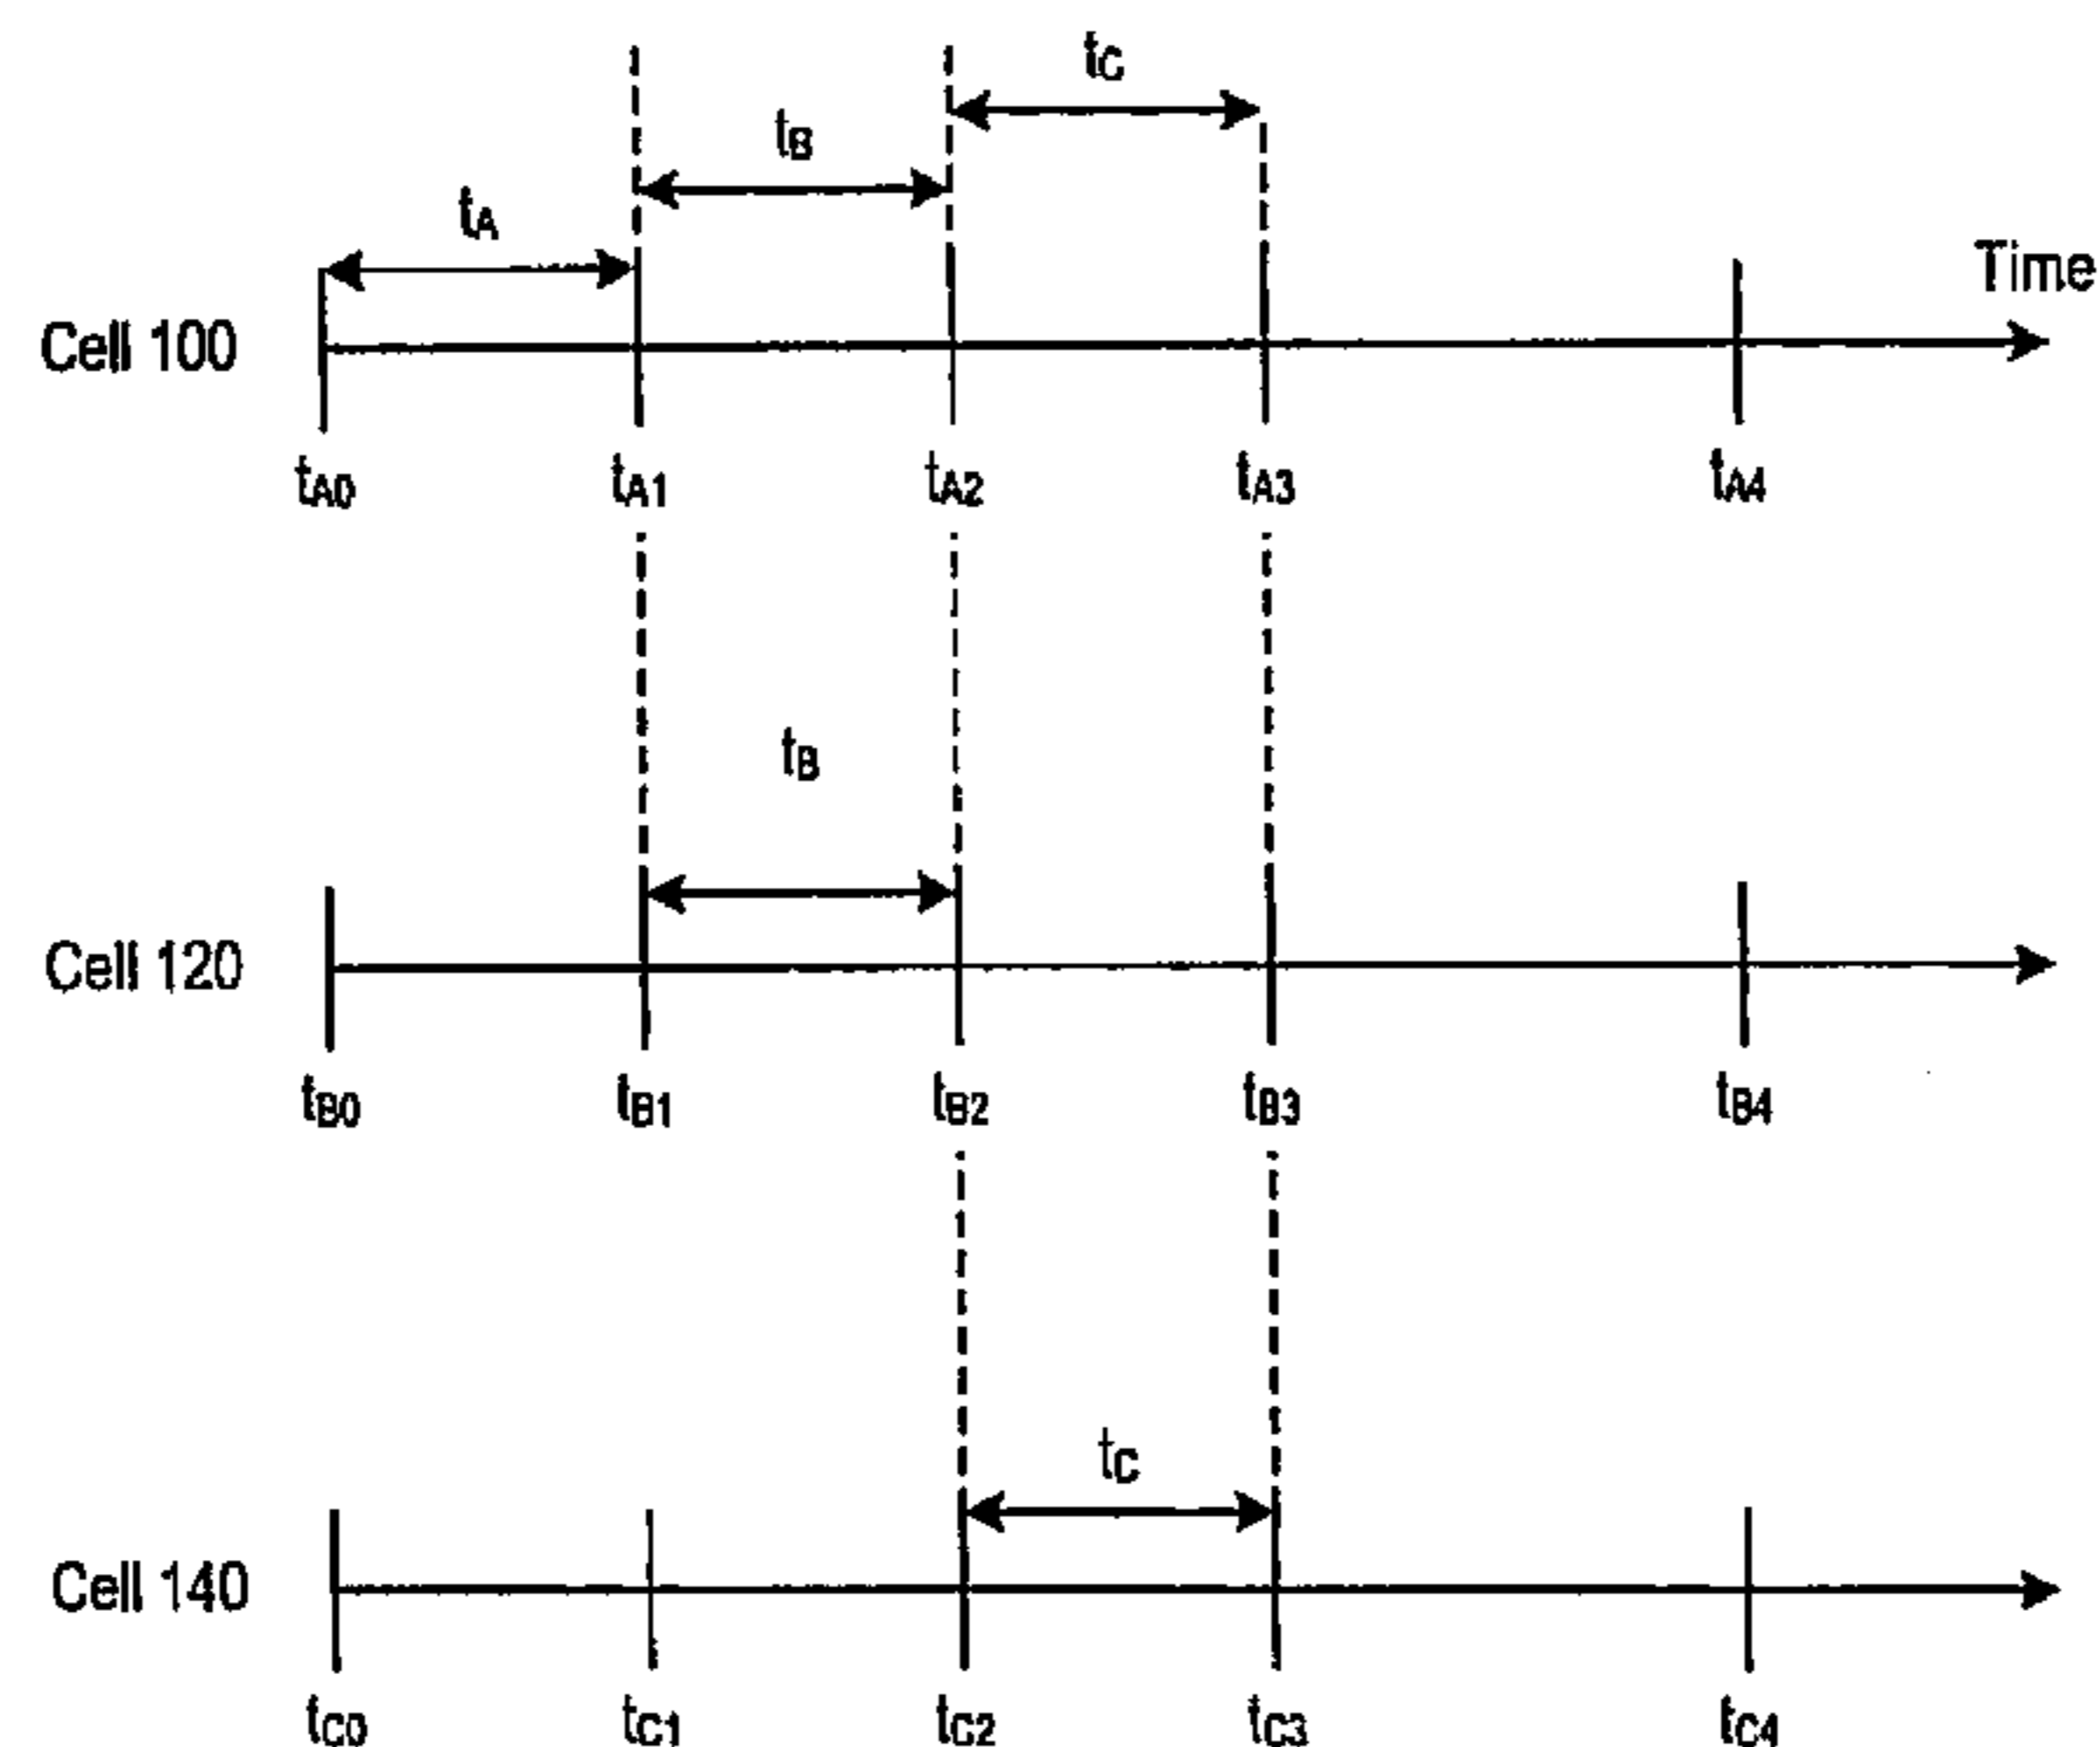 tC
tB
tA
Time
Cell 100
tA0 tA1 tA2 tA3 tA4
tB
Cell 120
tB0 tB1 tB2 tB3 tB4
tC
Cell 140
tC0 tC1 tC2 tC3 tC4